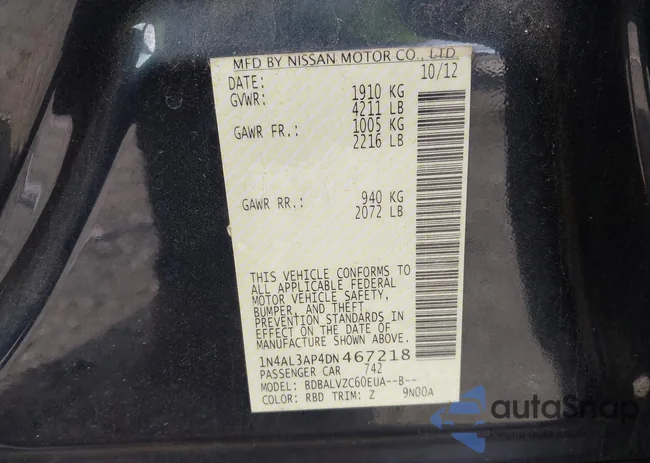 MFD BY NISSAN MOTOR CO., LTD.
DATE: 10/12
GVWR: 1910 KG
4211 LB
GAWR FR.: 1005 KG
2216 LB
GAWR RR.: 940 KG
2072 LB
THIS VEHICLE CONFORMS TO
ALL APPLICABLE FEDERAL
MOTOR VEHICLE SAFETY,
BUMPER, AND THEFT
PREVENTION STANDARDS IN
EFFECT ON THE DATE OF
MANUFACTURE SHOWN ABOVE.
1N4AL3AP4DN467218
PASSENGER CAR 742
MODEL: BDBALVZC60EUA--B--
COLOR: RBD TRIM: Z 9N00A
autoSnap